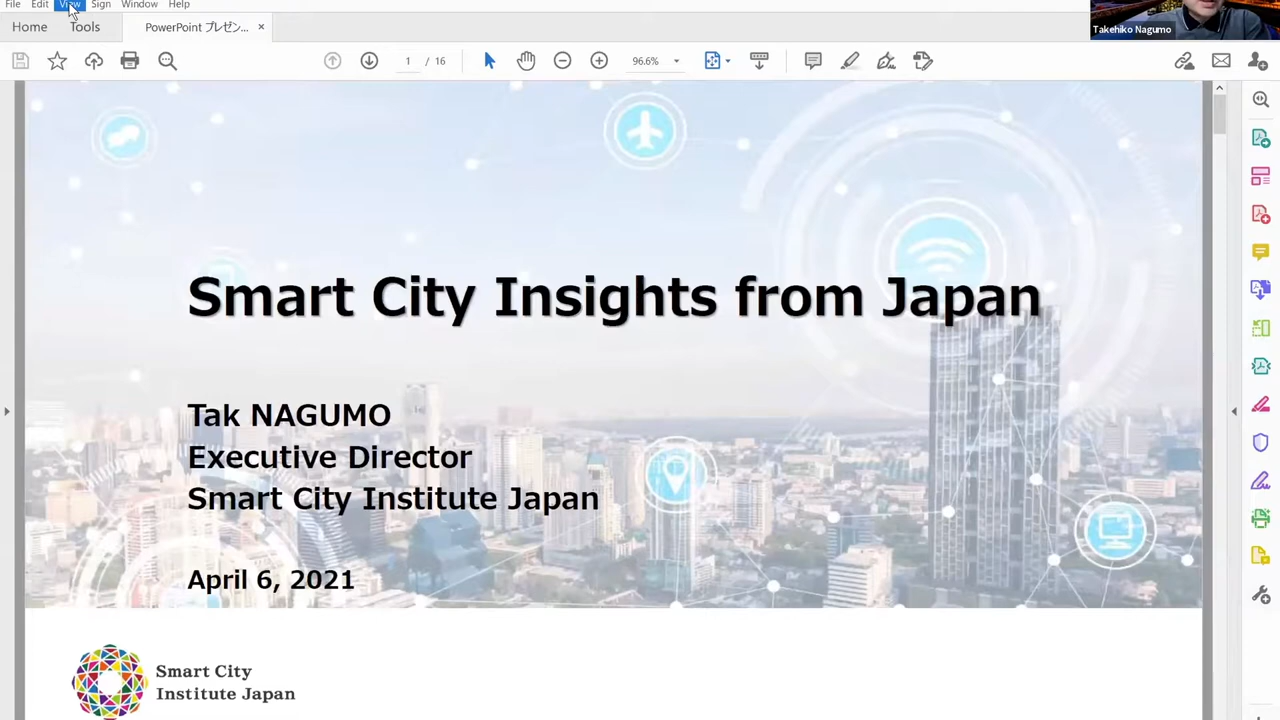 File Edit View Sign Window Help
Home Tools PowerPoint プレゼン... ×
Takehiko Nagumo
1 / 16 96.6%
Smart City Insights from Japan
Tak NAGUMO
Executive Director
Smart City Institute Japan
April 6, 2021
Smart City
Institute Japan